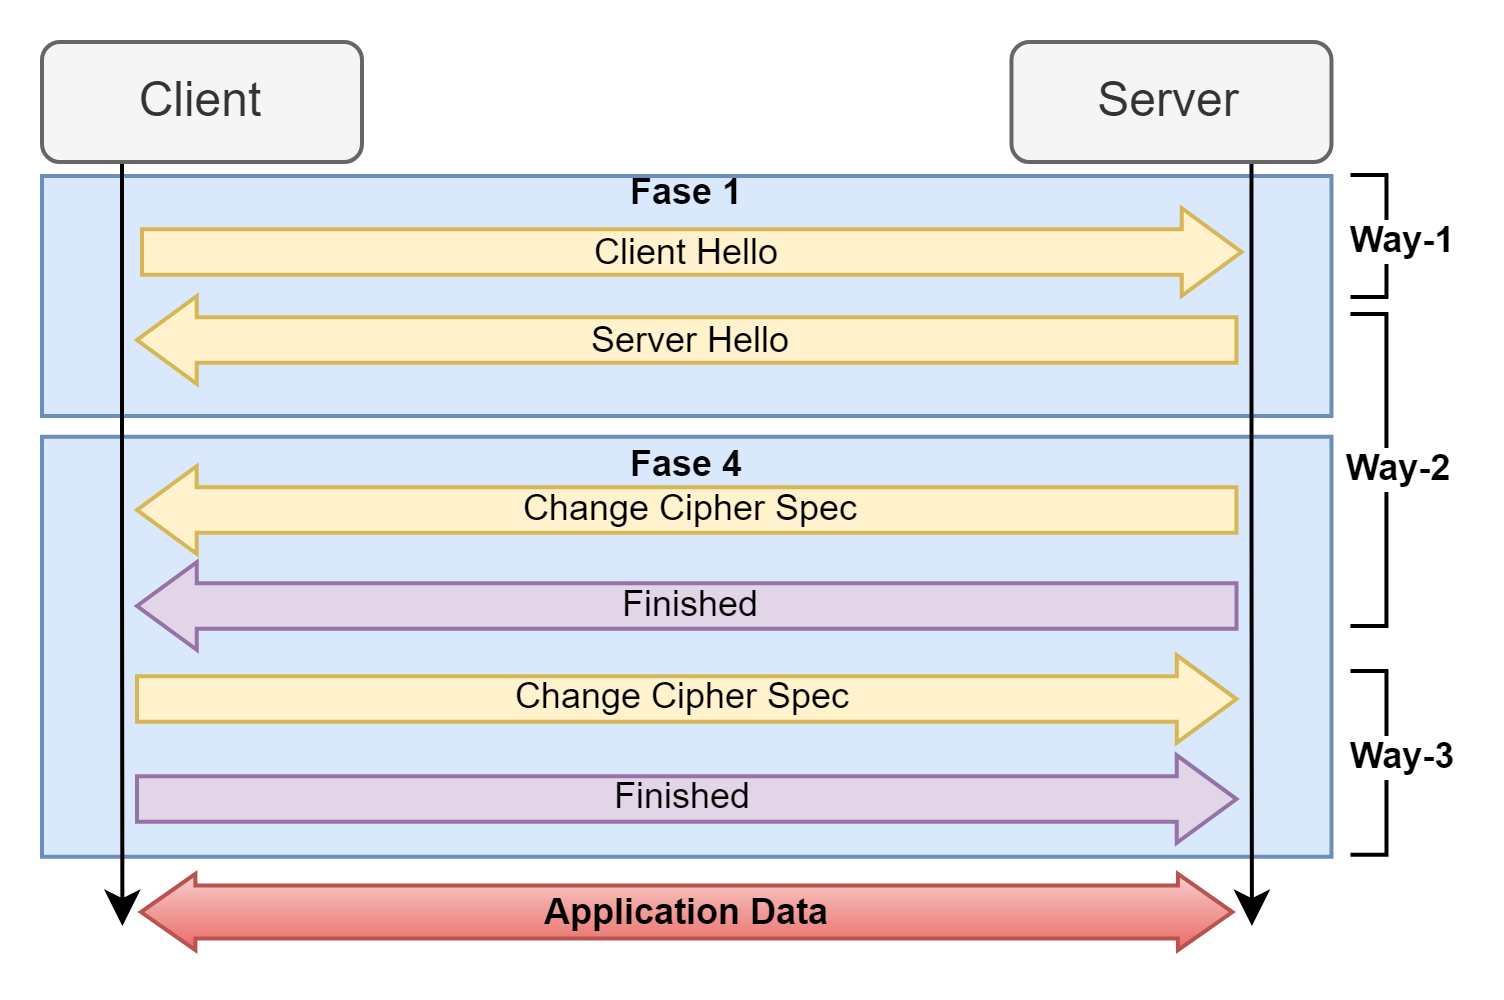 Client
Server
Fase 1
Client Hello
Way-1
Server Hello
Fase 4
Way-2
Change Cipher Spec
Finished
Change Cipher Spec
Way-3
Finished
Application Data